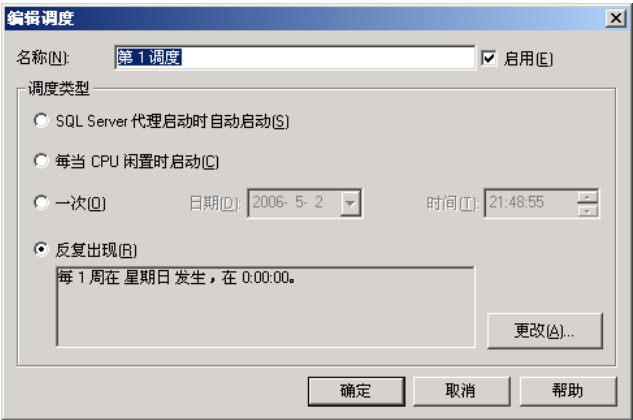 编辑调度
名称(N): 第 1 调度 启用(E)
调度类型
SQL Server 代理启动时自动启动(S)
每当 CPU 闲置时启动(C)
一次(O) 日期(D): 2006- 5- 2 时间(T): 21:48:55
反复出现(R)
每 1 周在 星期日 发生，在 0:00:00。
更改(A)...
确定 取消 帮助